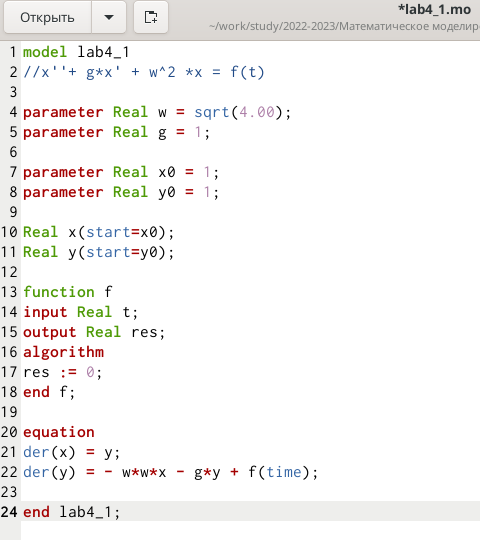 Открыть
*lab4_1.mo
~/work/study/2022-2023/Математическое моделир
1 model lab4_1
2 //x''+ g*x' + w^2 *x = f(t)
3
4 parameter Real w = sqrt(4.00);
5 parameter Real g = 1;
6
7 parameter Real x0 = 1;
8 parameter Real y0 = 1;
9
10 Real x(start=x0);
11 Real y(start=y0);
12
13 function f
14 input Real t;
15 output Real res;
16 algorithm
17 res := 0;
18 end f;
19
20 equation
21 der(x) = y;
22 der(y) = - w*w*x - g*y + f(time);
23
24 end lab4_1;